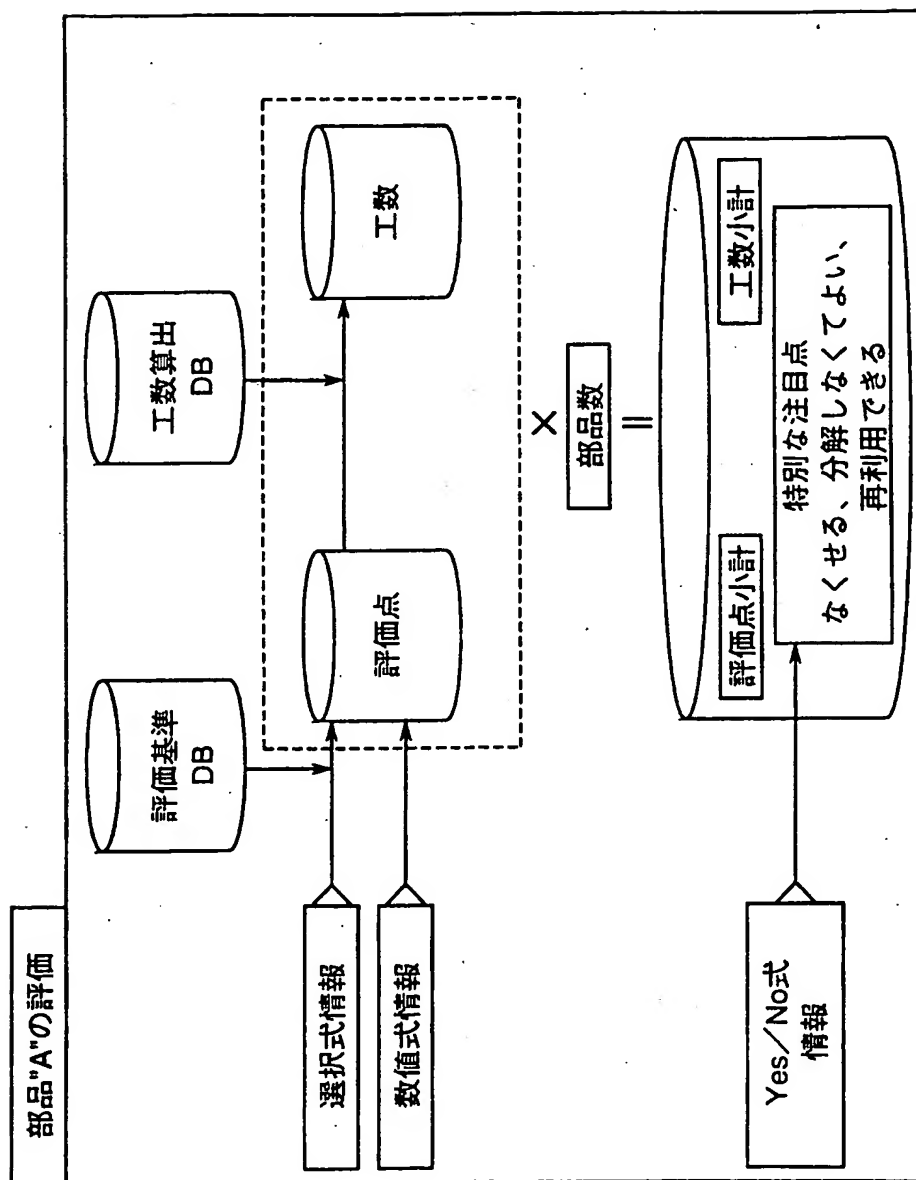 部品"A"の評価
評価基準
DB
工数算出
DB
選択式情報
数値式情報
評価点
工数
×
部品数
=
評価点小計
工数小計
Yes/No式
情報
特別な注目点
なくせる、分解しなくてよい、
再利用できる